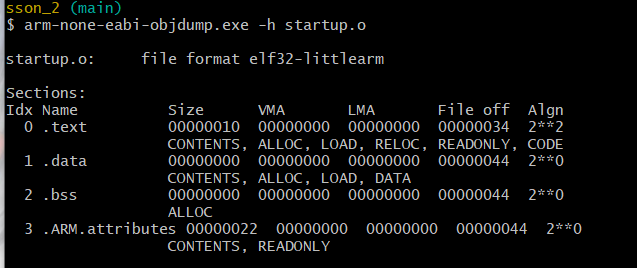 sson_2 (main)
$ arm-none-eabi-objdump.exe -h startup.o
startup.o:     file format elf32-littlearm
Sections:
Idx Name          Size      VMA       LMA       File off  Algn
  0 .text         00000010  00000000  00000000  00000034  2**2
                  CONTENTS, ALLOC, LOAD, RELOC, READONLY, CODE
  1 .data         00000000  00000000  00000000  00000044  2**0
                  CONTENTS, ALLOC, LOAD, DATA
  2 .bss          00000000  00000000  00000000  00000044  2**0
                  ALLOC
  3 .ARM.attributes 00000022  00000000  00000000  00000044  2**0
                  CONTENTS, READONLY